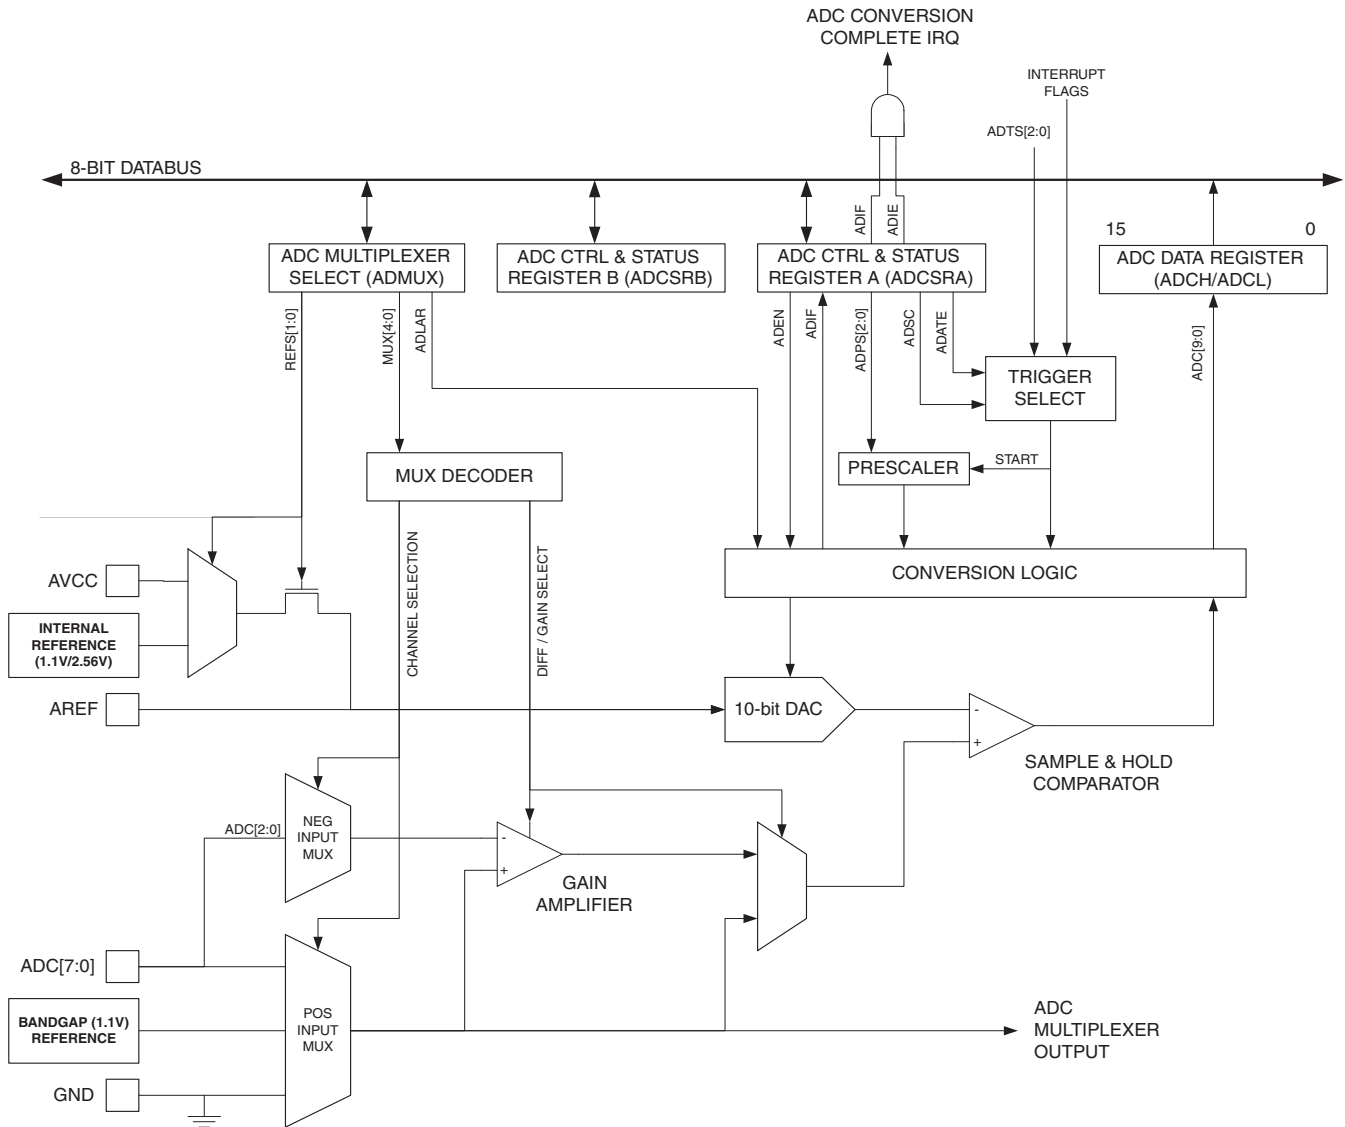 ADC CONVERSION
COMPLETE IRQ
INTERRUPT
FLAGS
ADTS[2:0]
8-BIT DATABUS
ADIF
ADIE
15
0
ADC MULTIPLEXER
SELECT (ADMUX)
ADC CTRL & STATUS
REGISTER B (ADCSRB)
ADC CTRL & STATUS
REGISTER A (ADCSRA)
ADC DATA REGISTER
(ADCH/ADCL)
REFS[1:0]
MUX[4:0]
ADLAR
ADEN
ADIF
ADPS[2:0]
ADSC
ADATE
ADC[9:0]
TRIGGER
SELECT
MUX DECODER
PRESCALER
START
CHANNEL SELECTION
DIFF / GAIN SELECT
AVCC
CONVERSION LOGIC
INTERNAL
REFERENCE
(1.1V/2.56V)
AREF
10-bit DAC
-
+
SAMPLE & HOLD
COMPARATOR
ADC[2:0]
NEG
INPUT
MUX
-
+
GAIN
AMPLIFIER
ADC[7:0]
BANDGAP (1.1V)
REFERENCE
POS
INPUT
MUX
ADC
MULTIPLEXER
OUTPUT
GND